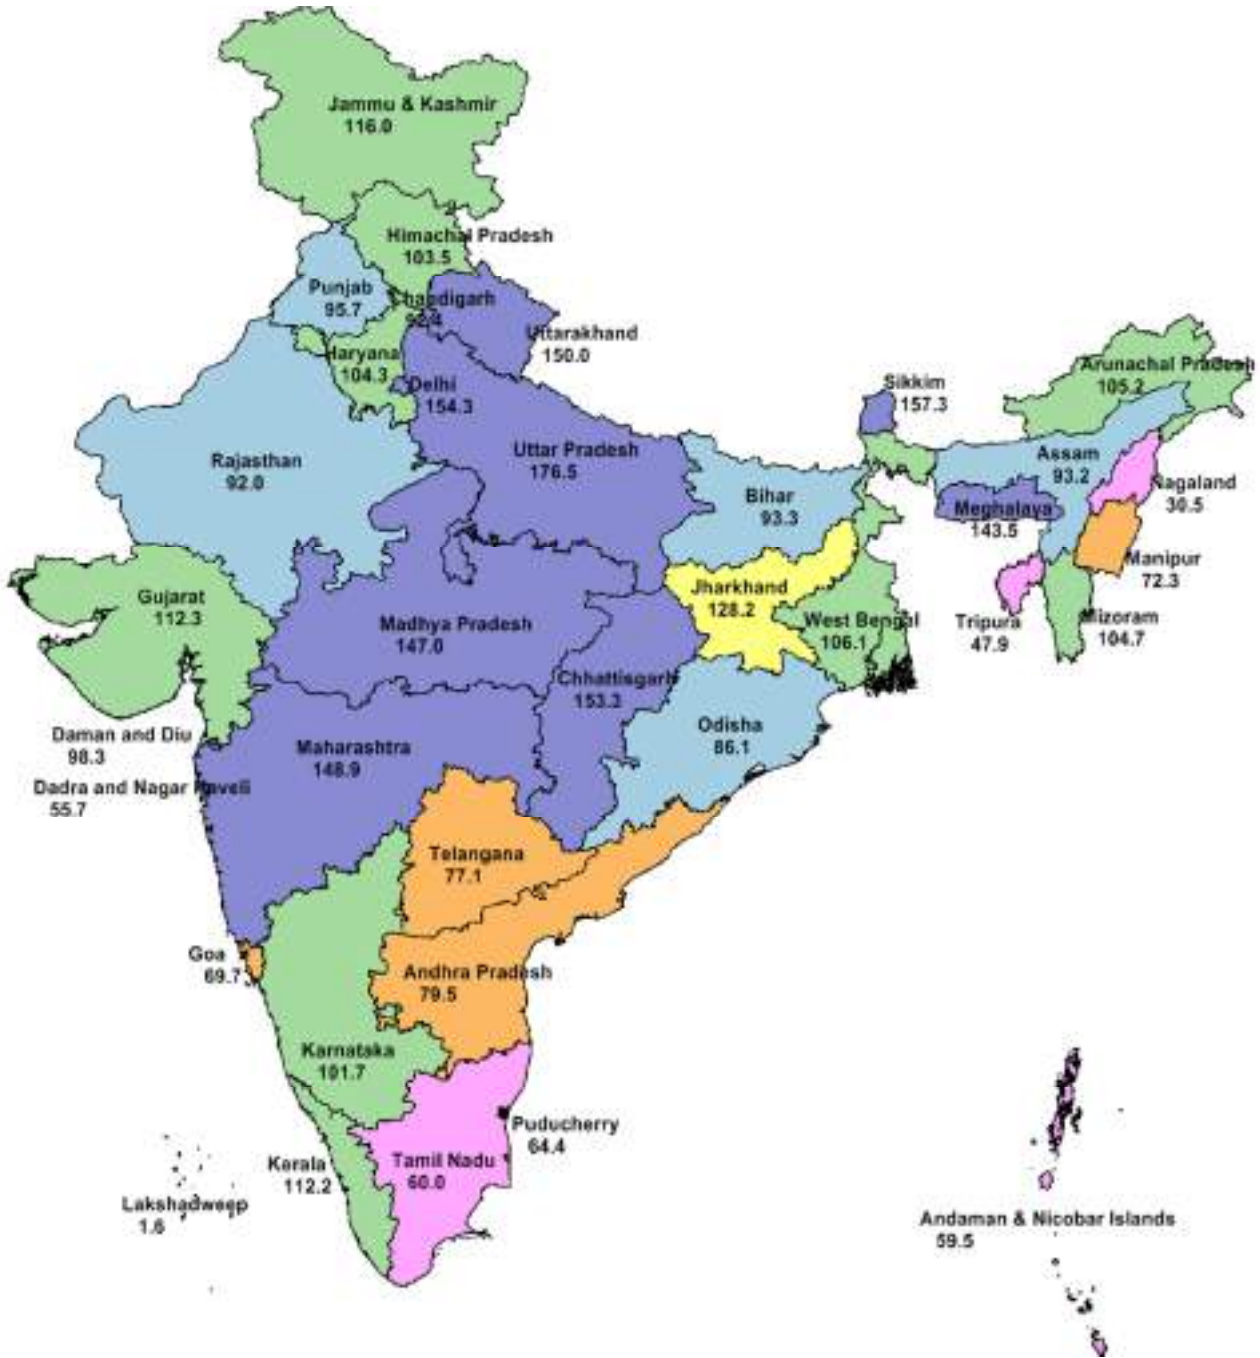 Jammu & Kashmir
116.0
Himachal Pradesh
103.5
Punjab
95.7
Chandigarh
92.4
Uttarakhand
150.0
Haryana
104.3
Delhi
154.3
Sikkim
157.3
Arunachal Pradesh
105.2
Rajasthan
92.0
Uttar Pradesh
176.5
Assam
93.2
Nagaland
30.5
Bihar
93.3
Meghalaya
143.5
Manipur
72.3
Gujarat
112.3
Jharkhand
128.2
Madhya Pradesh
147.0
West Bengal
106.1
Tripura
47.9
Mizoram
104.7
Chhattisgarh
153.3
Daman and Diu
98.3
Maharashtra
148.9
Odisha
86.1
Dadra and Nagar Haveli
55.7
Telangana
77.1
Goa
69.7
Andhra Pradesh
79.5
Karnataka
101.7
Puducherry
64.4
Kerala
112.2
Tamil Nadu
60.0
Lakshadweep
1.6
Andaman & Nicobar Islands
59.5